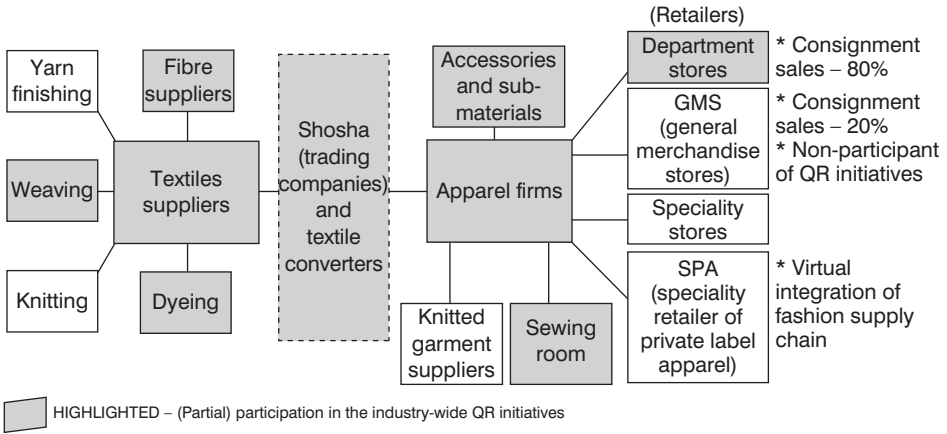 Yarn
finishing
Fibre
suppliers
Weaving
Textiles
suppliers
Knitting
Dyeing
Shosha
(trading
companies)
and
textile
converters
Accessories
and sub-
materials
Apparel firms
Knitted
garment
suppliers
Sewing
room
(Retailers)
Department
stores
* Consignment
sales – 80%
GMS
(general
merchandise
stores)
* Consignment
sales – 20%
* Non-participant
of QR initiatives
Speciality
stores
SPA
(speciality
retailer of
private label
apparel)
* Virtual
integration of
fashion supply
chain
HIGHLIGHTED – (Partial) participation in the industry-wide QR initiatives